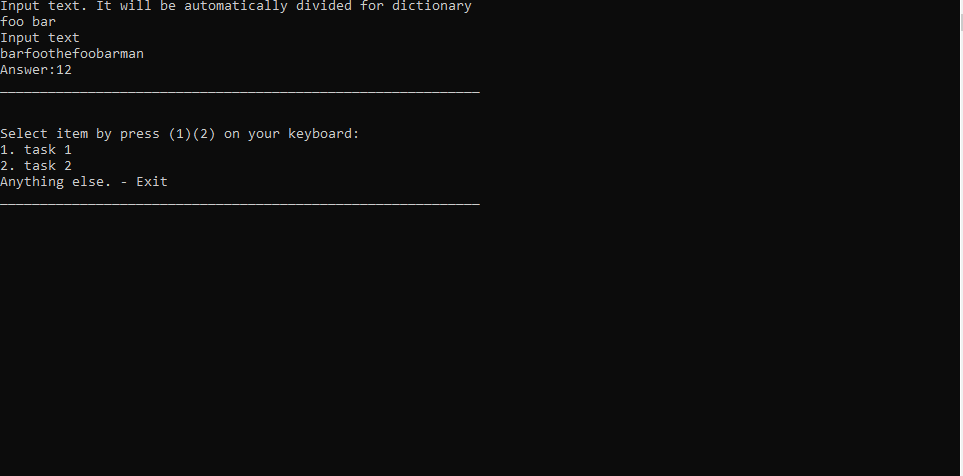 Input text. It will be automatically divided for dictionary
foo bar
Input text
barfoothefoobarman
Answer:12
____________________________________________________________
Select item by press (1)(2) on your keyboard:
1. task 1
2. task 2
Anything else. - Exit
____________________________________________________________